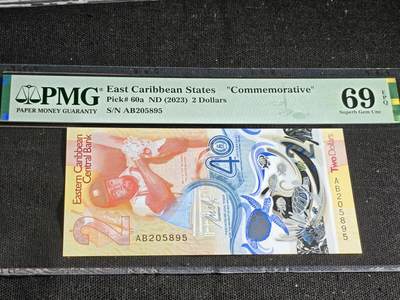 PMG
PAPER MONEY GUARANTY
East Caribbean States "Commemorative"
Pick# 60a ND (2023) 2 Dollars
S/N AB205895
69 EPQ
Superb Gem Unc
Eastern Caribbean
Central Bank
2
40
Two Dollars
AB205895
AB205895